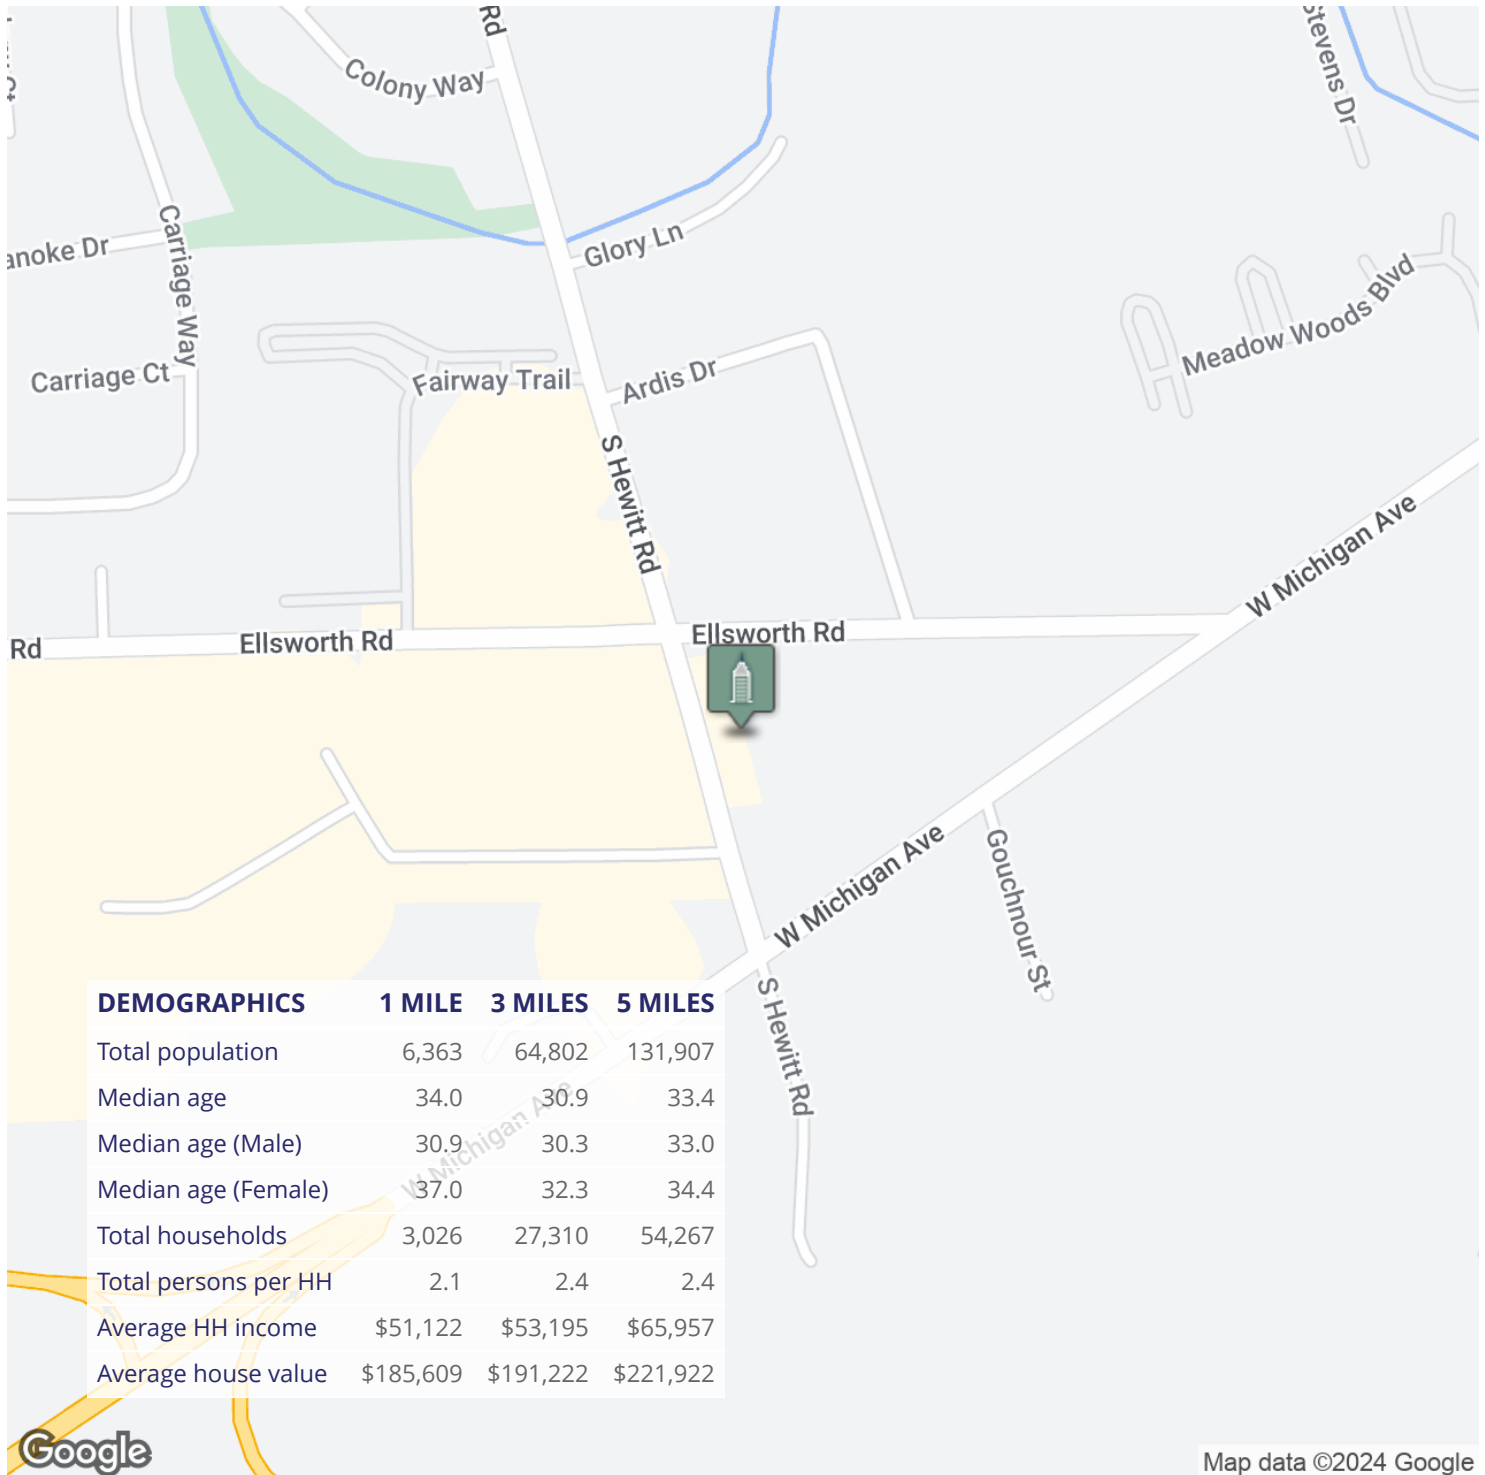 Rd
Stevens Dr
Colony Way
Carriage Way
anoke Dr
Glory Ln
Meadow Woods Blvd
Carriage Ct
Fairway Trail
Ardis Dr
S Hewitt Rd
W Michigan Ave
Rd
Ellsworth Rd
Ellsworth Rd
W Michigan Ave
Gouchnour St
S Hewitt Rd
W Michigan Ave
DEMOGRAPHICS 1 MILE 3 MILES 5 MILES
Total population 6,363 64,802 131,907
Median age 34.0 30.9 33.4
Median age (Male) 30.9 30.3 33.0
Median age (Female) 37.0 32.3 34.4
Total households 3,026 27,310 54,267
Total persons per HH 2.1 2.4 2.4
Average HH income $51,122 $53,195 $65,957
Average house value $185,609 $191,222 $221,922
Google
Map data ©2024 Google